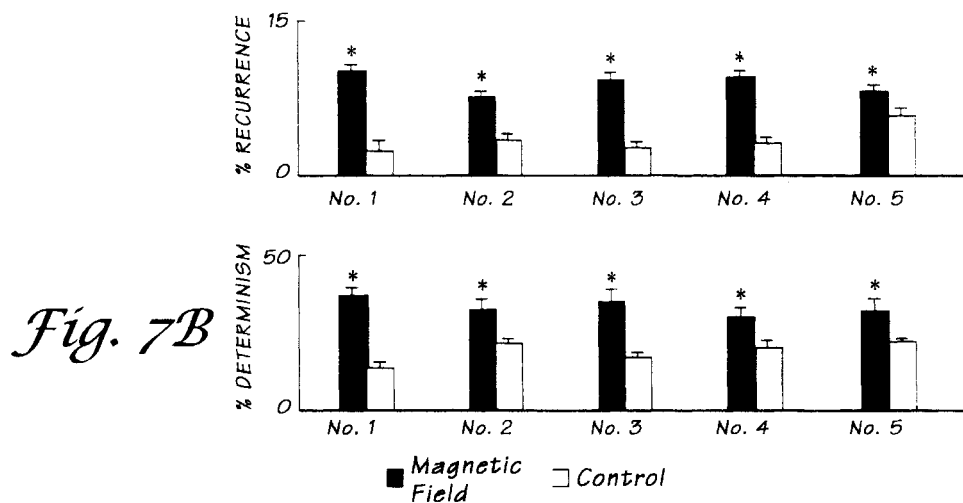 15
% RECURRENCE
0
* * * * *
No. 1 No. 2 No. 3 No. 4 No. 5
50
% DETERMINISM
0
* * * * *
No. 1 No. 2 No. 3 No. 4 No. 5
Fig. 7B
Magnetic Field
Control